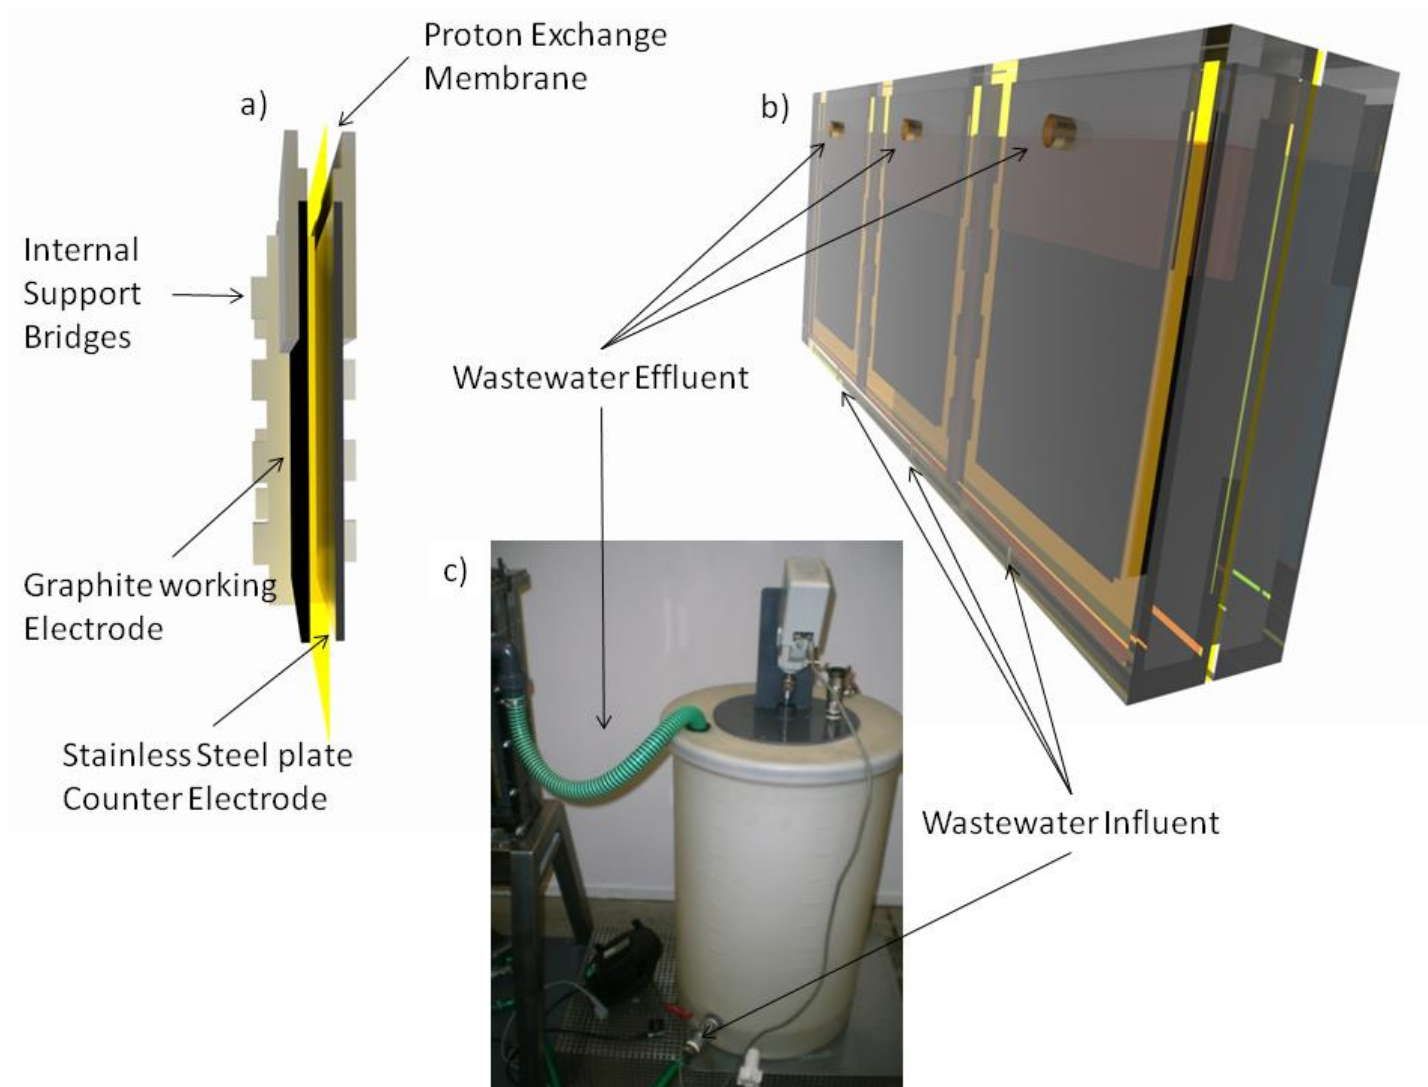 Proton Exchange
Membrane
a)
b)
Internal
Support
Bridges
Wastewater Effluent
c)
Graphite working
Electrode
Stainless Steel plate
Counter Electrode
Wastewater Influent